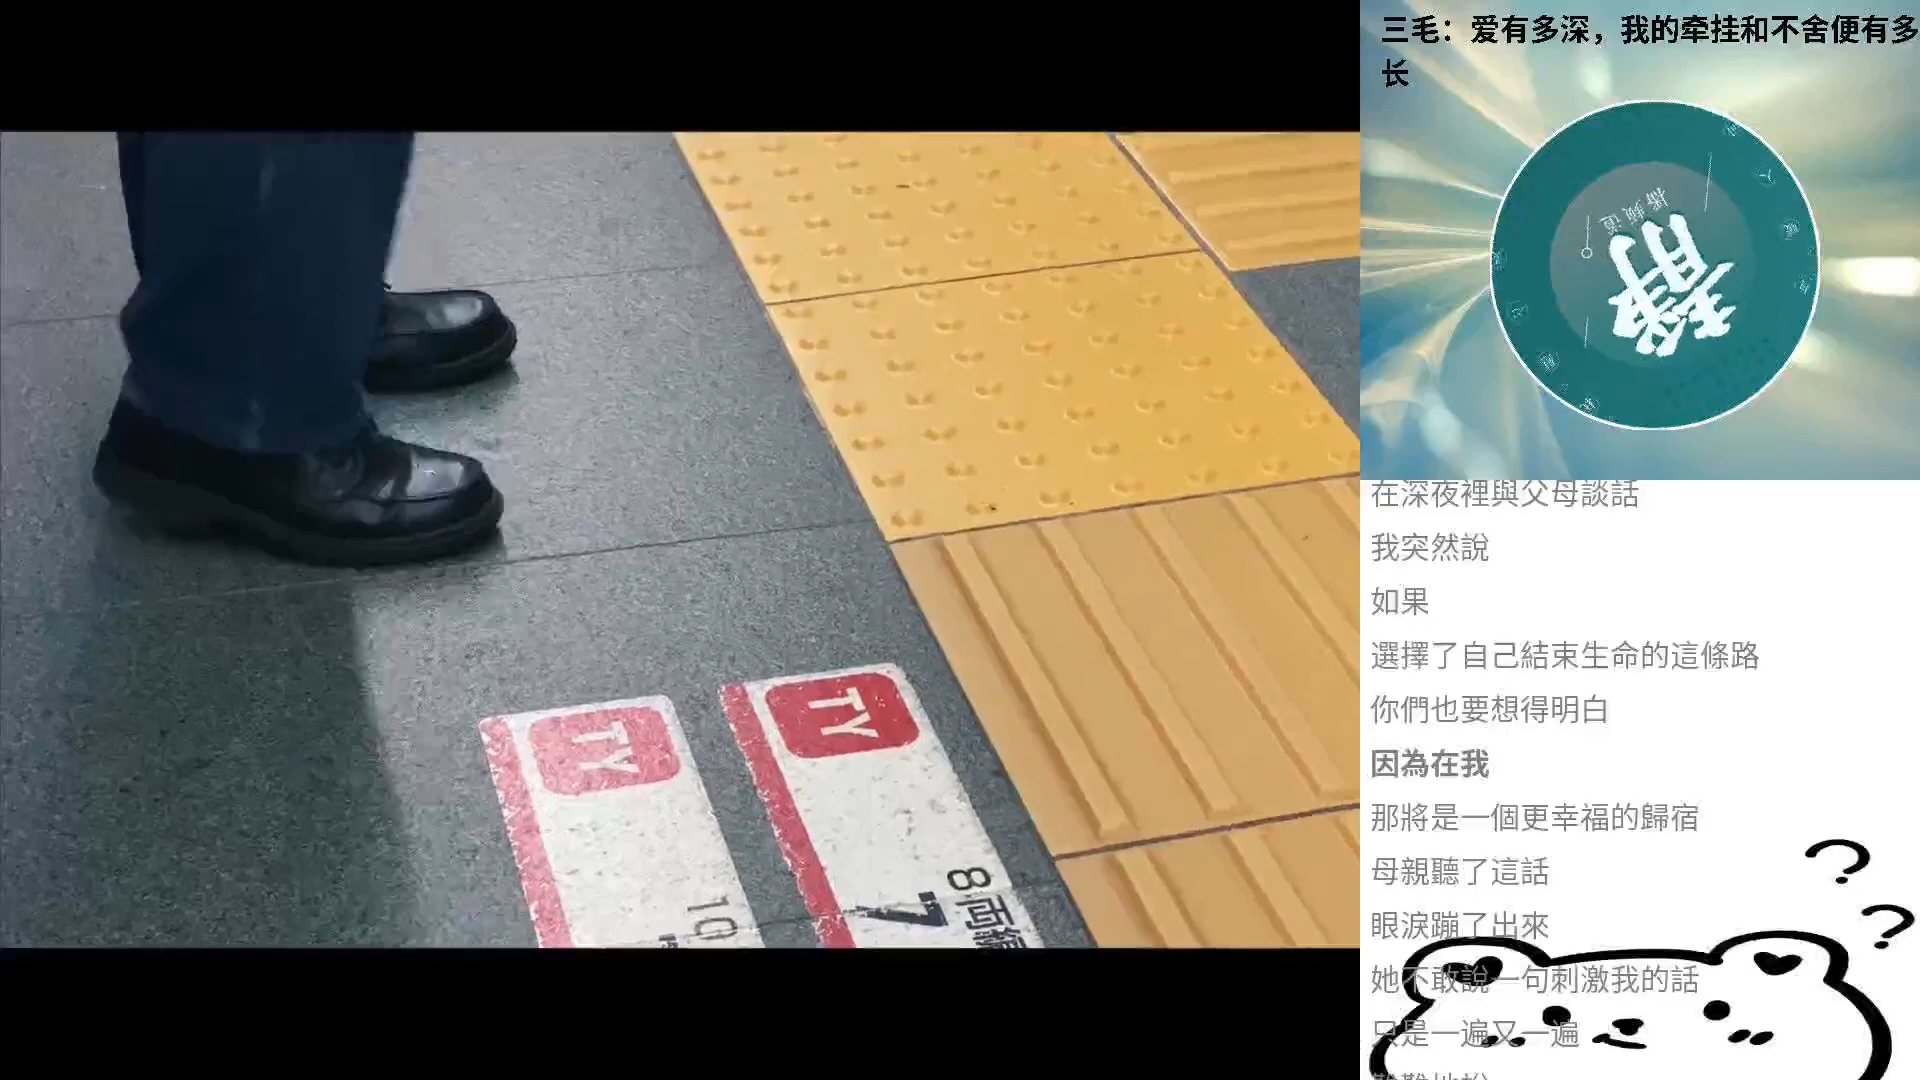 三毛：爱有多深，我的牵挂和不舍便有多
长
播頻道
靜
在深夜裡與父母談話
我突然說
如果
選擇了自己結束生命的這條路
你們也要想得明白
因為在我
那將是一個更幸福的歸宿
母親聽了這話
眼淚蹦了出來
她不敢說一句刺激我的話
只是一遍又一遍
TY
TY
10
8両編
7